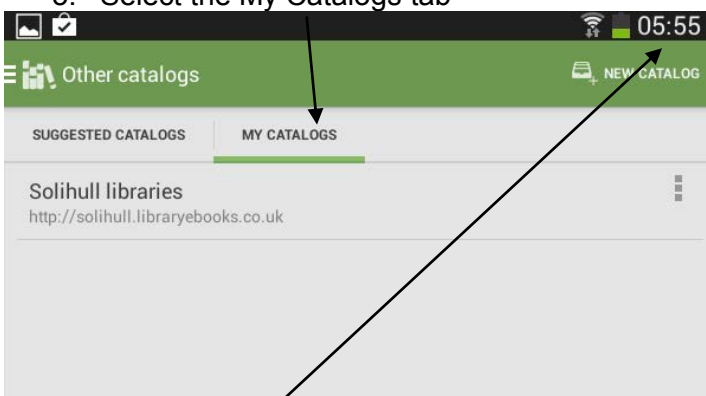 Select the My Catalogs tab
05:55
Other catalogs
NEW CATALOG
SUGGESTED CATALOGS
MY CATALOGS
Solihull libraries
http://solihull.libraryebooks.co.uk